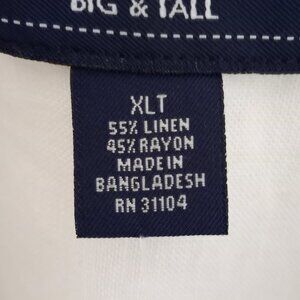 BIG & TALL
XLT
55% LINEN
45% RAYON
MADE IN
BANGLADESH
RN 31104